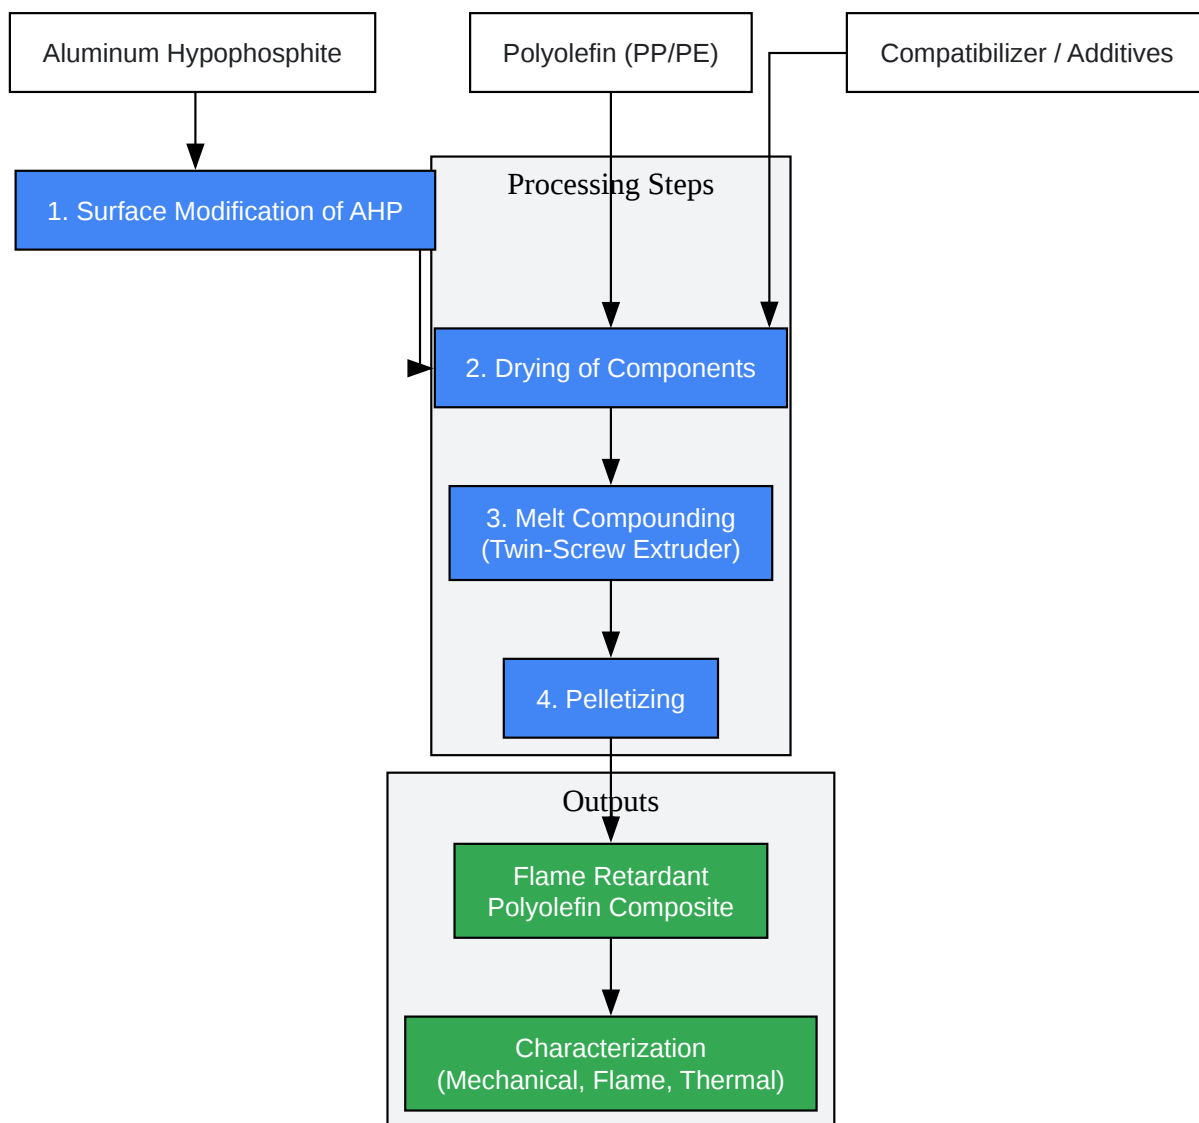 Aluminum Hypophosphite
Polyolefin (PP/PE)
Compatibilizer / Additives
Processing Steps
1. Surface Modification of AHP
2. Drying of Components
3. Melt Compounding
(Twin-Screw Extruder)
4. Pelletizing
Outputs
Flame Retardant
Polyolefin Composite
Characterization
(Mechanical, Flame, Thermal)